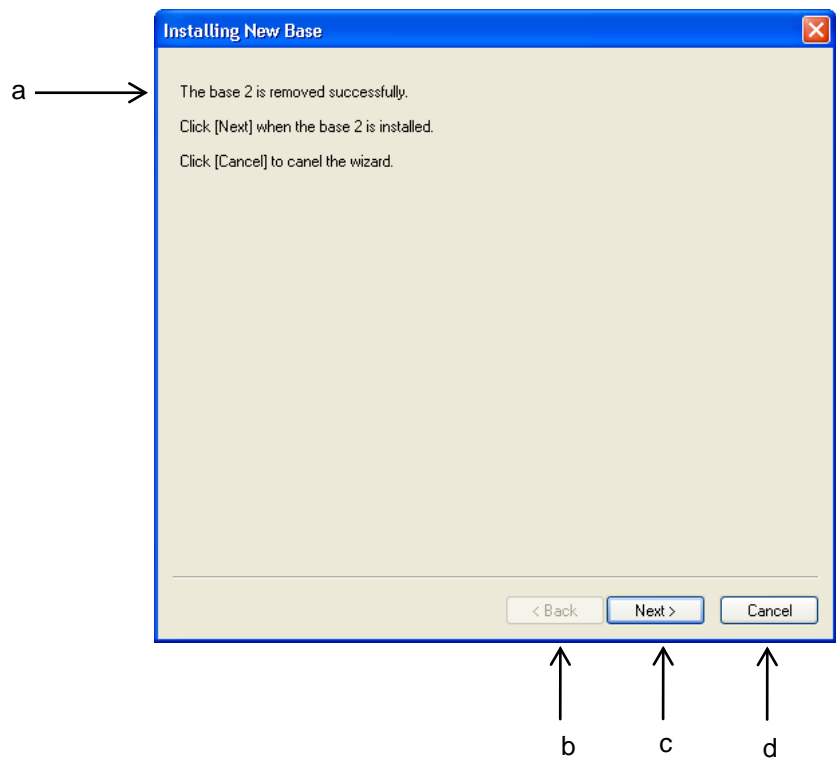 Installing New Base
a
The base 2 is removed successfully.
Click [Next] when the base 2 is installed.
Click [Cancel] to canel the wizard.
< Back
Next >
Cancel
b
c
d